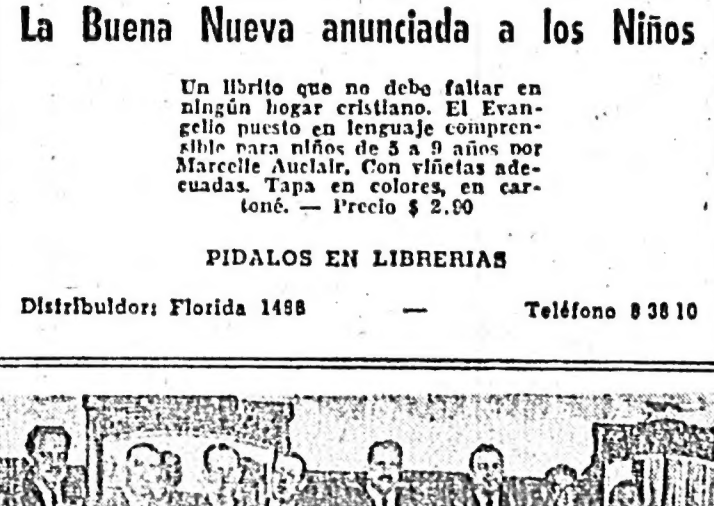 La Buena Nueva anunciada a los Niños
Un librito que no debe faltar en
ningún hogar cristiano. El Evan-
gelio puesto en lenguaje compren-
sible para niños de 5 a 9 años por
Marcelle Auclair. Con viñetas ade-
cuadas. Tapa en colores, en car-
toné. — Precio $ 2.00
PIDALOS EN LIBRERIAS
Distribuidor: Florida 1498 — Teléfono 8 38 10